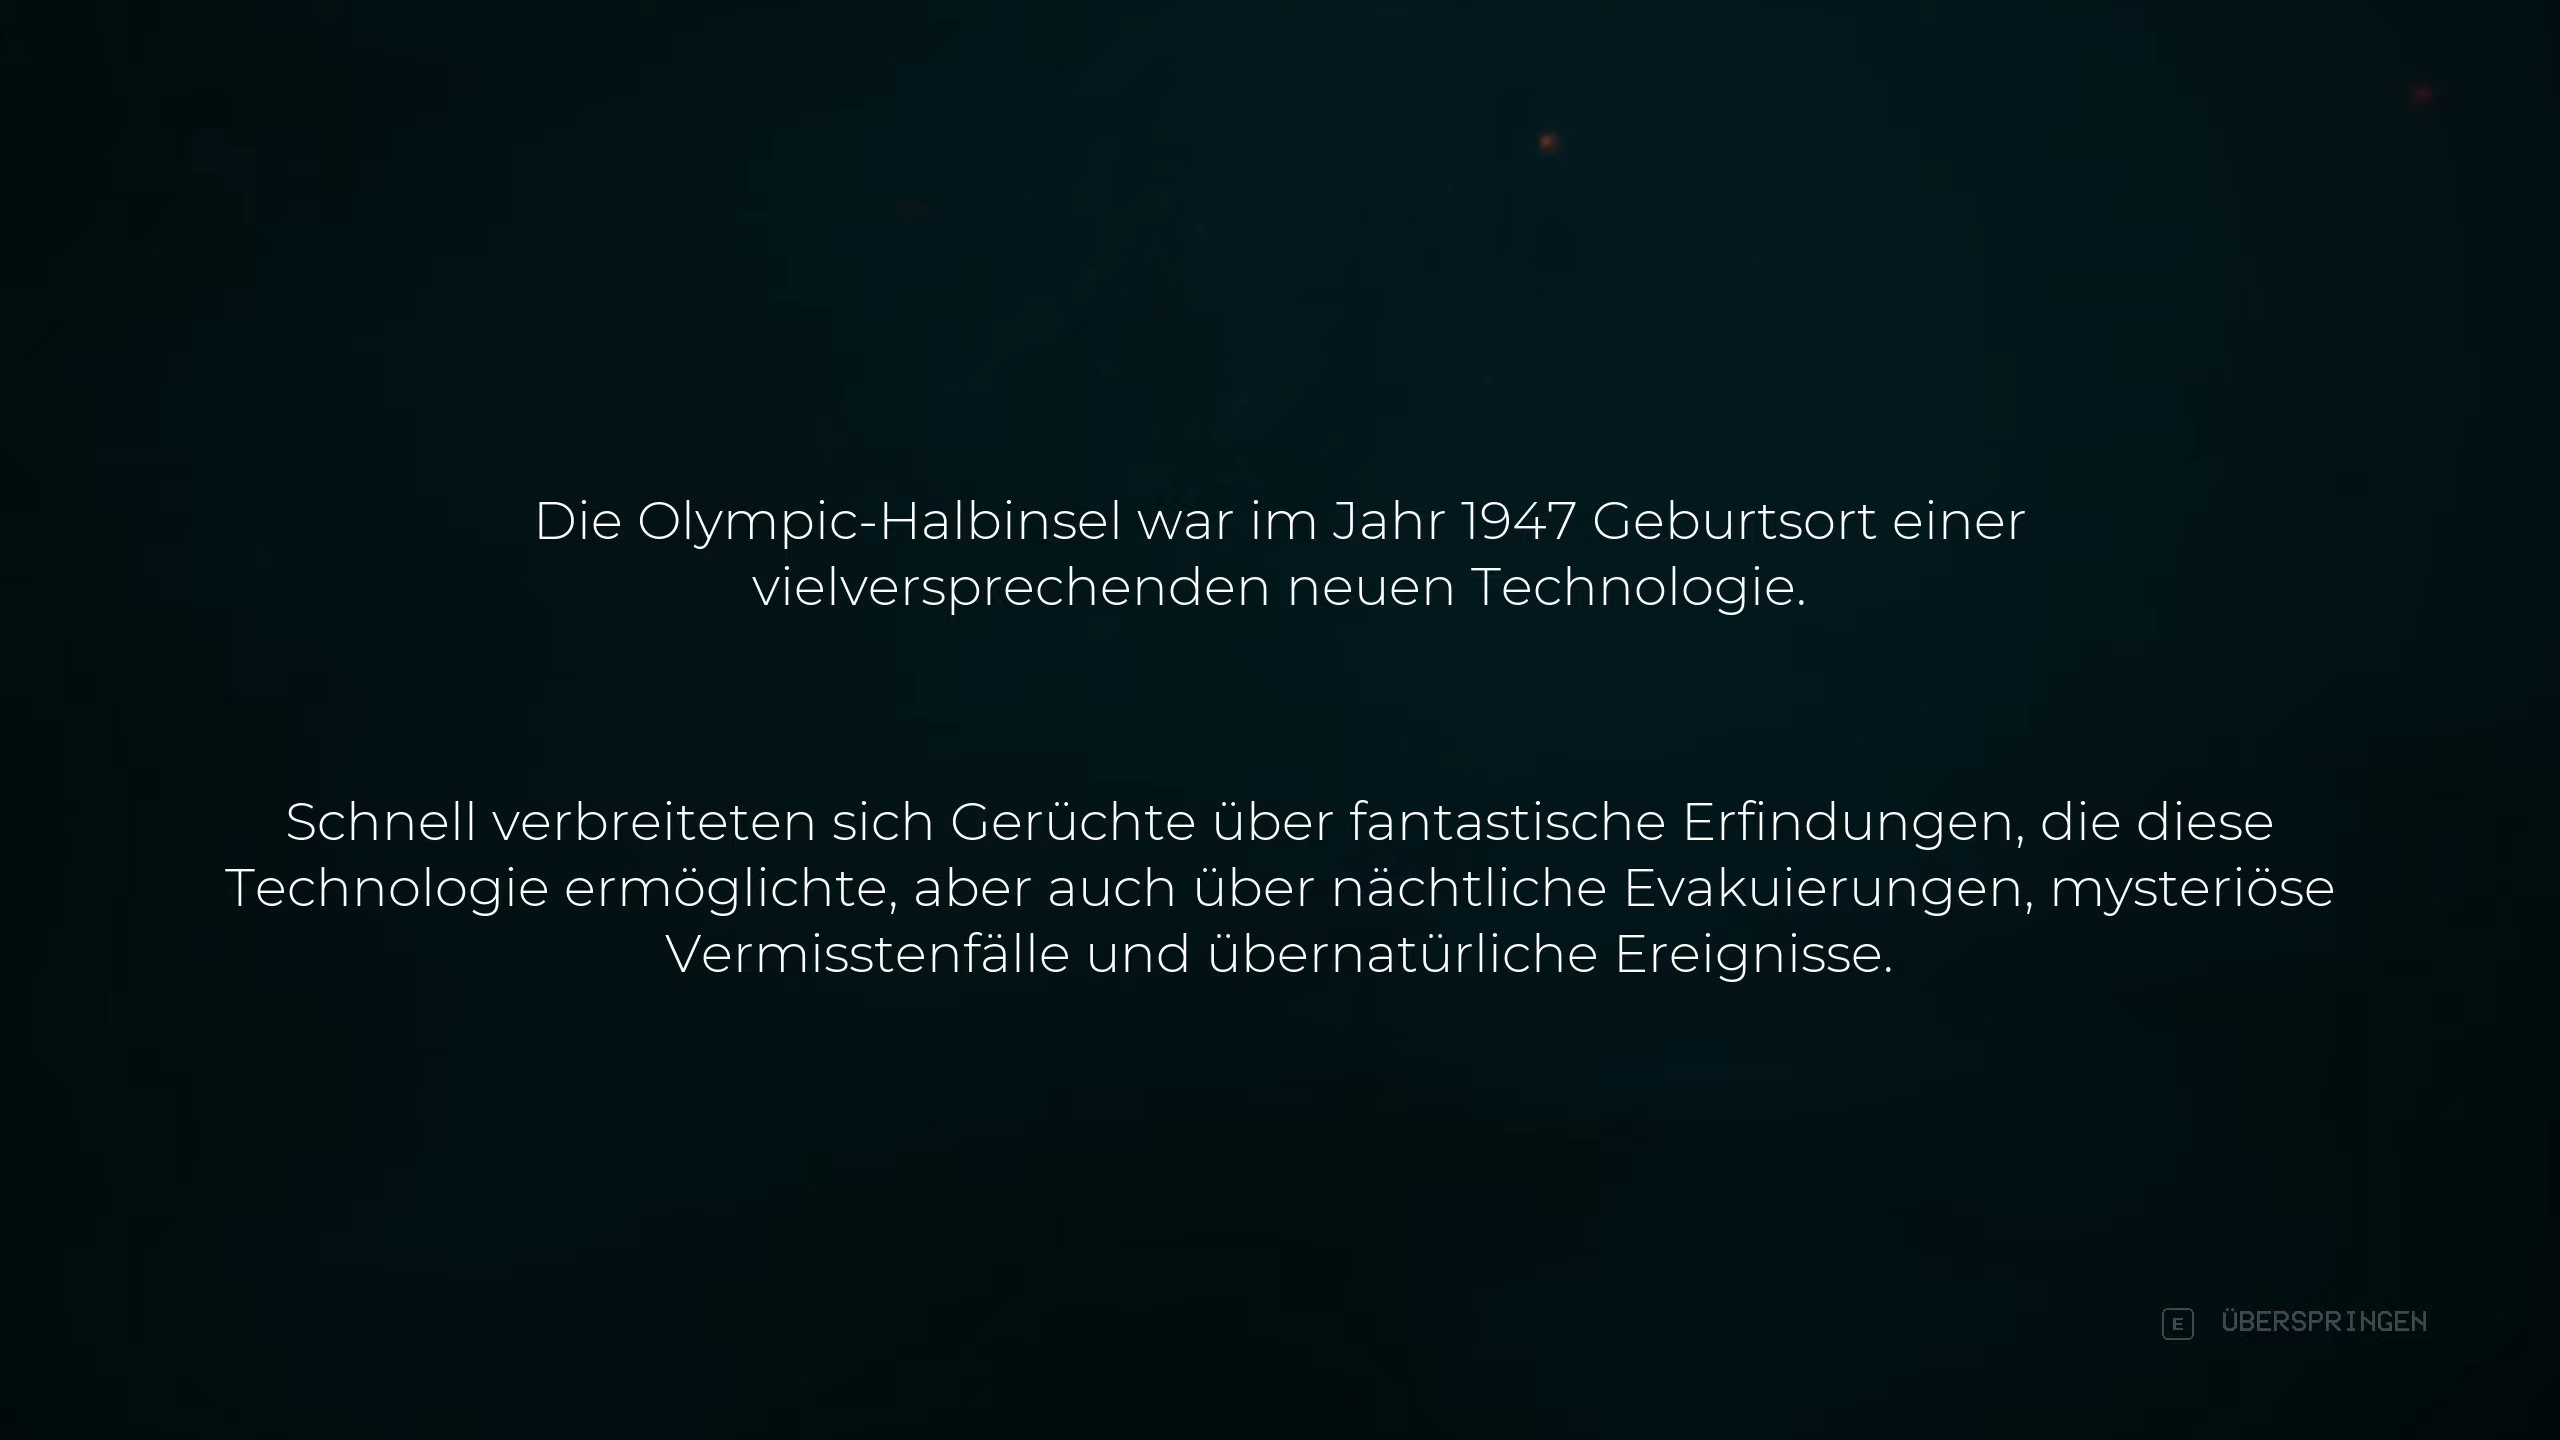 Die Olympic-Halbinsel war im Jahr 1947 Geburtsort einer
vielversprechenden neuen Technologie.
Schnell verbreiteten sich Gerüchte über fantastische Erfindungen, die diese
Technologie ermöglichte, aber auch über nächtliche Evakuierungen, mysteriöse
Vermisstenfälle und übernatürliche Ereignisse.
E ÜBERSPRINGEN